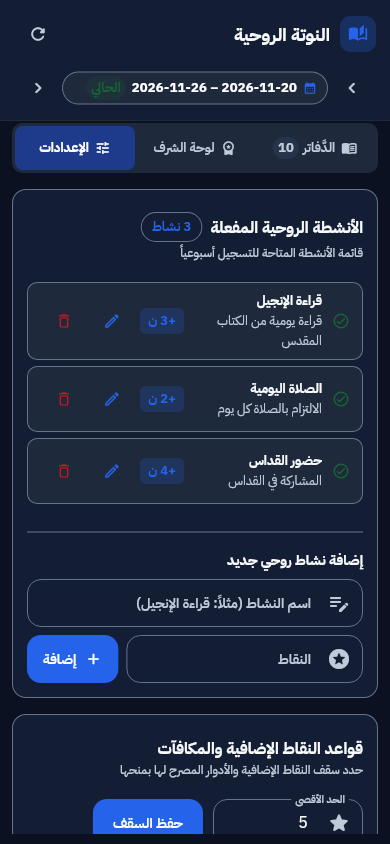 النوتة الروحية
2026-11-20 – 2026-11-26 الحالي
الدَّفاتر 10
لوحة الشرف
الإعدادات
الأنشطة الروحية المفعلة
3 نشاط
قائمة الأنشطة المتاحة للتسجيل أسبوعياً
قراءة الإنجيل
قراءة يومية من الكتاب
المقدس
+3 ن
الصلاة اليومية
الالتزام بالصلاة كل يوم
+2 ن
حضور القداس
المشاركة في القداس
+4 ن
إضافة نشاط روحي جديد
اسم النشاط (مثلاً: قراءة الإنجيل)
النقاط
+ إضافة
قواعد النقاط الإضافية والمكافآت
حدد سقف النقاط الإضافية والأدوار المصرح لها بمنحها
الحد الأقصى
5
حفظ السقف